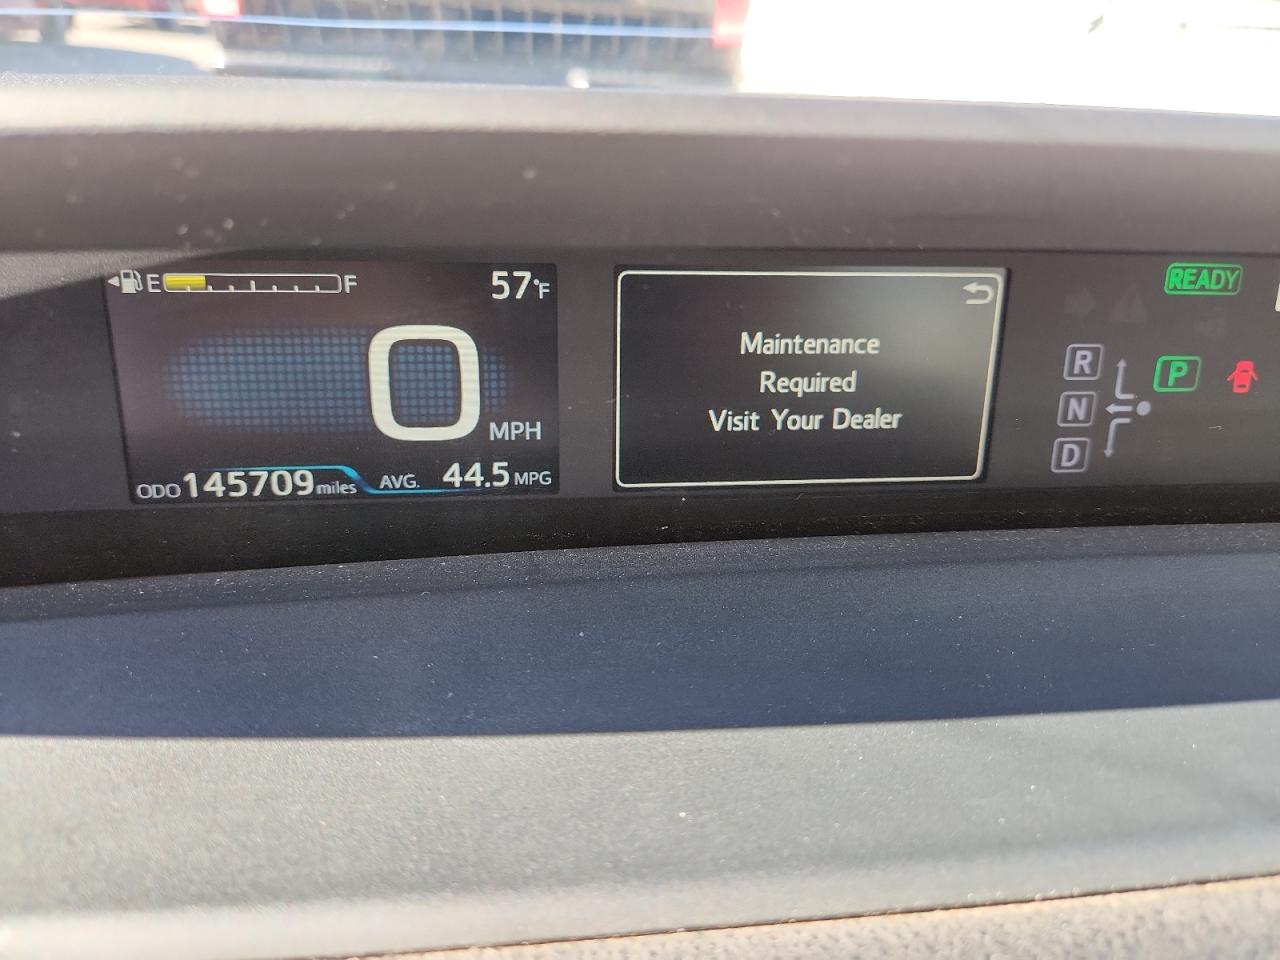 E F 57°F
0 MPH
ODO 145709 miles AVG. 44.5 MPG
Maintenance
Required
Visit Your Dealer
READY
R
N
D
P